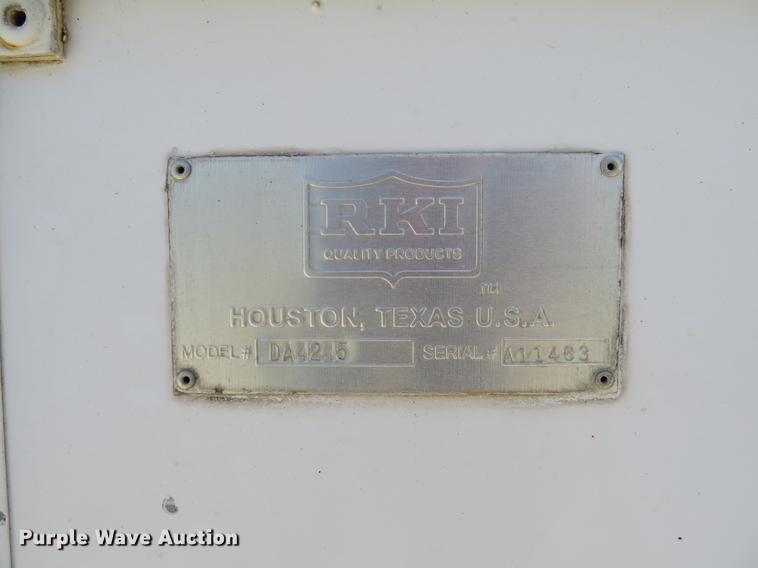 RKI
QUALITY PRODUCTS
TM
HOUSTON, TEXAS U.S.A.
MODEL# DA4245 SERIAL# A11463
Purple Wave Auction